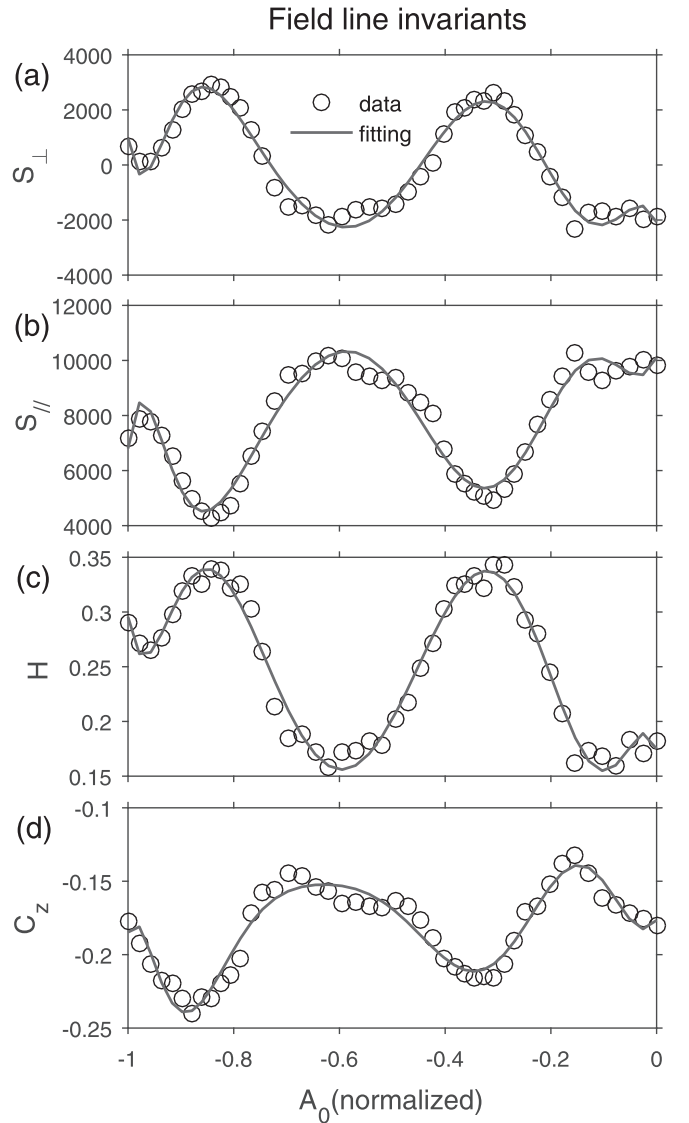 Field line invariants
(a)
4000
2000
0
-2000
-4000
S⊥
data
fitting
(b)
12000
10000
8000
6000
4000
S//
(c)
0.35
0.3
0.25
0.2
0.15
H
(d)
-0.1
-0.15
-0.2
-0.25
Cz
-1 -0.8 -0.6 -0.4 -0.2 0
A0(normalized)